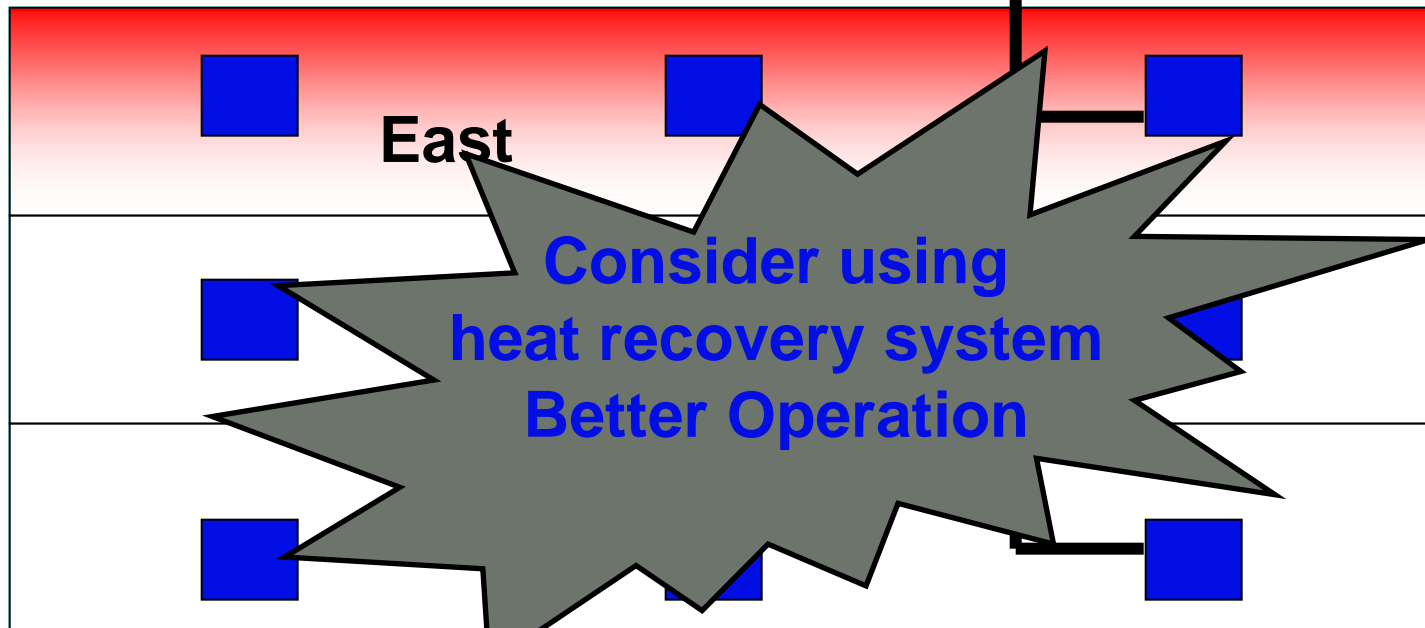 East
Consider using
heat recovery system
Better Operation